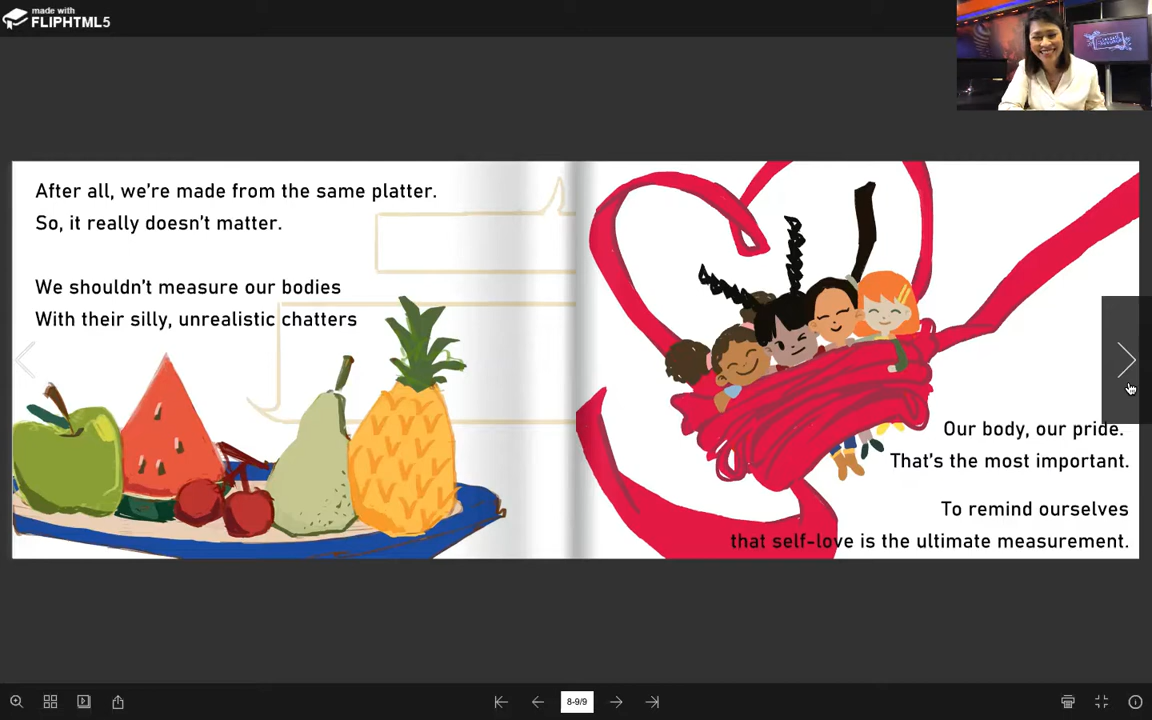 made with
FLIPHTML5
After all, we're made from the same platter.
So, it really doesn't matter.
We shouldn't measure our bodies
With their silly, unrealistic chatters
Our body, our pride.
That's the most important.
To remind ourselves
that self-love is the ultimate measurement.
8-9/9